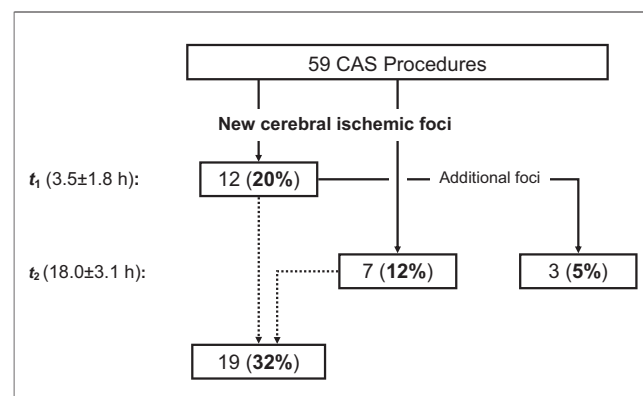 59 CAS Procedures
New cerebral ischemic foci
t₁ (3.5±1.8 h): 12 (20%) Additional foci
t₂ (18.0±3.1 h): 7 (12%) 3 (5%)
19 (32%)